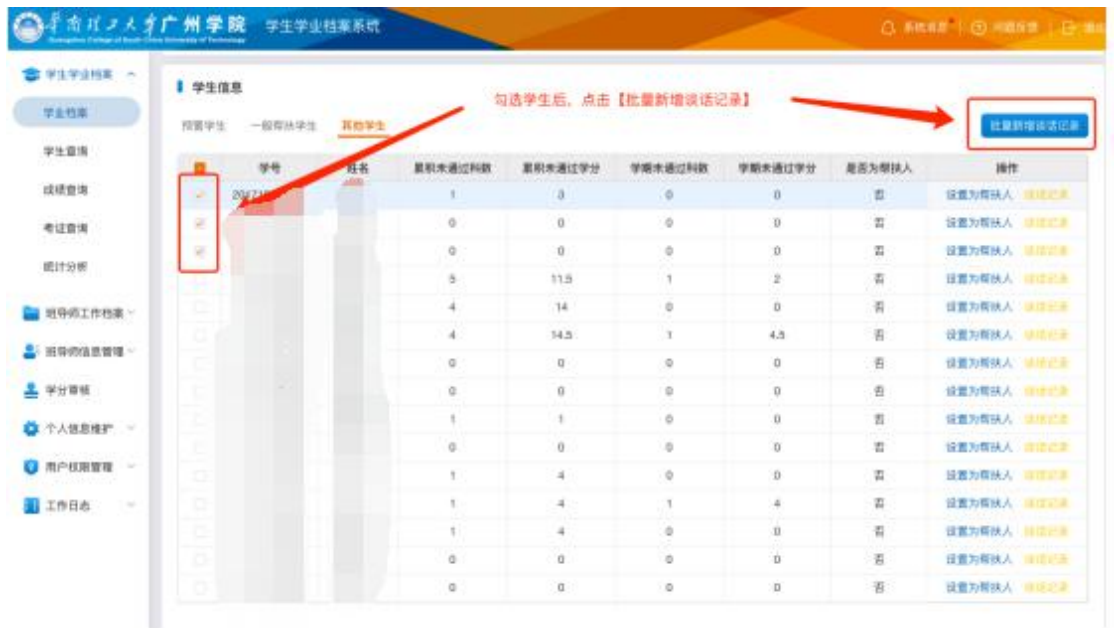 华南理工大学广州学院 学生学业档案系统 系统消息 问题反馈
学生学业档案
学业档案
学生查询
成绩查询
考证查询
统计分析
班导师工作档案
班导师信息管理
学分审核
个人信息维护
用户权限管理
工作日志
学生信息
勾选学生后，点击【批量新增谈话记录】
预警学生 一般帮扶学生 其他学生
批量新增谈话记录
学号 姓名 累积未通过科数 累积未通过学分 学期未通过科数 学期未通过学分 是否为帮扶人 操作
1 3 0 0 否 设置为帮扶人 谈话记录
0 0 0 0 否 设置为帮扶人 谈话记录
0 0 0 0 否 设置为帮扶人 谈话记录
5 11.5 1 2 否 设置为帮扶人 谈话记录
4 14 0 0 否 设置为帮扶人 谈话记录
4 14.5 1 4.5 否 设置为帮扶人 谈话记录
0 0 0 0 否 设置为帮扶人 谈话记录
0 0 0 0 否 设置为帮扶人 谈话记录
1 1 0 0 否 设置为帮扶人 谈话记录
0 0 0 0 否 设置为帮扶人 谈话记录
1 4 0 0 否 设置为帮扶人 谈话记录
1 4 1 4 否 设置为帮扶人 谈话记录
1 4 0 0 否 设置为帮扶人 谈话记录
0 0 0 0 否 设置为帮扶人 谈话记录
0 0 0 0 否 设置为帮扶人 谈话记录